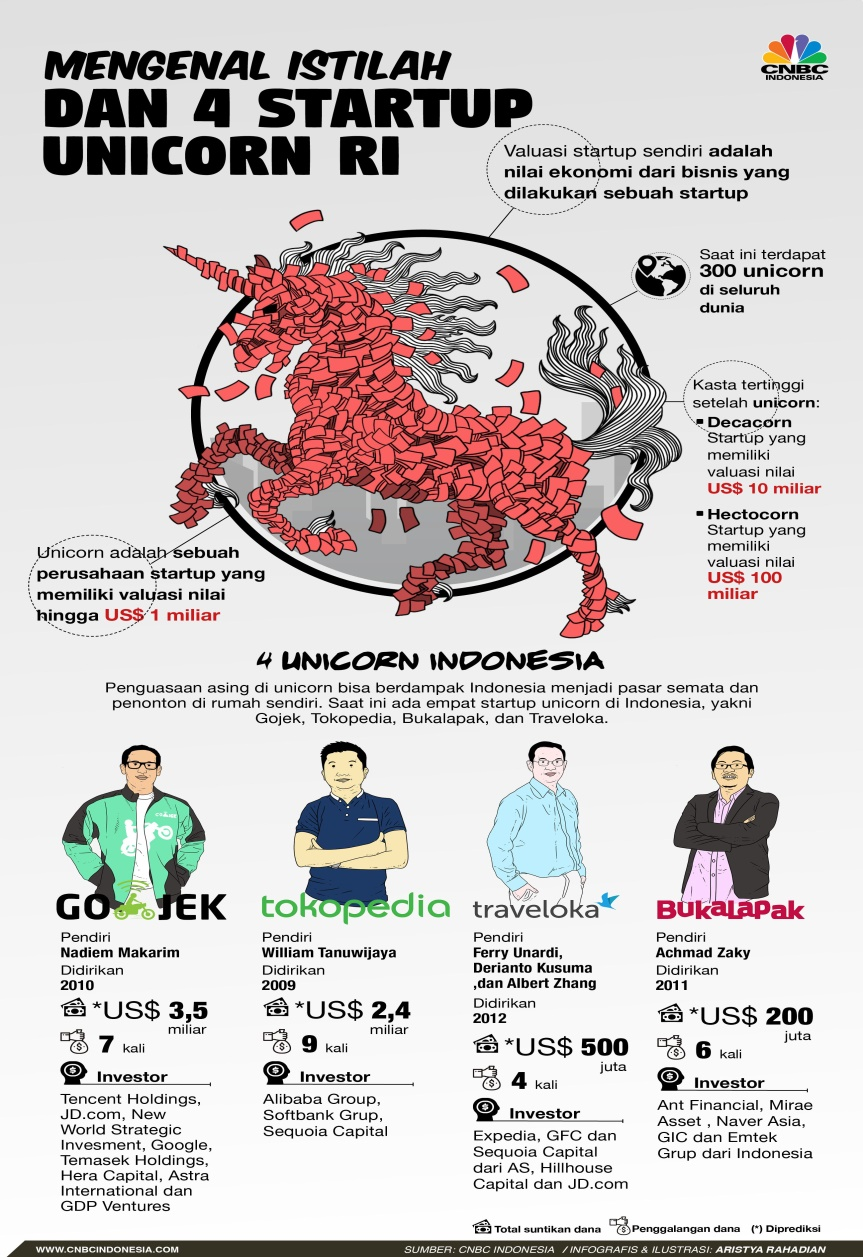 MENGENAL ISTILAH
DAN 4 STARTUP
UNICORN RI
CNBC
INDONESIA
Valuasi startup sendiri adalah
nilai ekonomi dari bisnis yang
dilakukan sebuah startup
Saat ini terdapat
300 unicorn
di seluruh
dunia
Kasta tertinggi
setelah unicorn:
Decacorn
Startup yang
memiliki
valuasi nilai
US$ 10 miliar
Hectocorn
Startup yang
memiliki
valuasi nilai
US$ 100
miliar
Unicorn adalah sebuah
perusahaan startup yang
memiliki valuasi nilai
hingga US$ 1 miliar
4 UNICORN INDONESIA
Penguasaan asing di unicorn bisa berdampak Indonesia menjadi pasar semata dan
penonton di rumah sendiri. Saat ini ada empat startup unicorn di Indonesia, yakni
Gojek, Tokopedia, Bukalapak, dan Traveloka.
GO JEK
Pendiri
Nadiem Makarim
Didirikan
2010
*US$ 3,5
miliar
7 kali
Investor
Tencent Holdings,
JD.com, New
World Strategic
Invesment, Google,
Temasek Holdings,
Hera Capital, Astra
International dan
GDP Ventures
tokopedia
Pendiri
William Tanuwijaya
Didirikan
2009
*US$ 2,4
miliar
9 kali
Investor
Alibaba Group,
Softbank Grup,
Sequoia Capital
traveloka
Pendiri
Ferry Unardi,
Derianto Kusuma
,dan Albert Zhang
Didirikan
2012
*US$ 500
juta
4 kali
Investor
Expedia, GFC dan
Sequoia Capital
dari AS, Hillhouse
Capital dan JD.com
BUKALAPAK
Pendiri
Achmad Zaky
Didirikan
2011
*US$ 200
juta
6 kali
Investor
Ant Financial, Mirae
Asset , Naver Asia,
GIC dan Emtek
Grup dari Indonesia
Total suntikan dana Penggalangan dana (*) Diprediksi
WWW.CNBCINDONESIA.COM
SUMBER: CNBC INDONESIA / INFOGRAFIS & ILUSTRASI: ARISTYA RAHADIAN